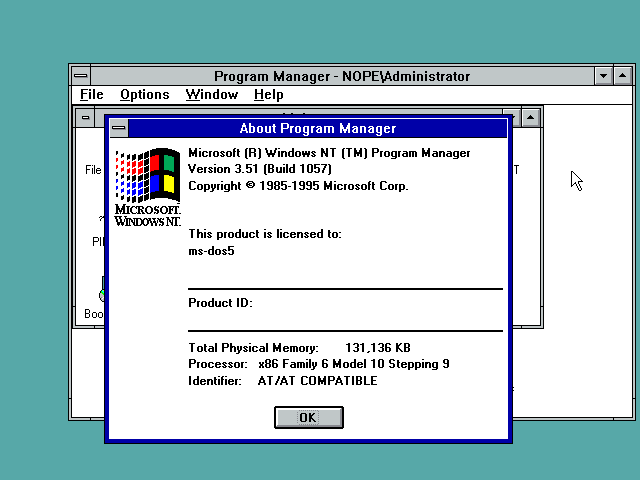 Program Manager - NOPE\Administrator
File Options Window Help
About Program Manager
File
T
Boo
MICROSOFT.
WINDOWS NT.
Microsoft (R) Windows NT (TM) Program Manager
Version 3.51 (Build 1057)
Copyright © 1985-1995 Microsoft Corp.
This product is licensed to:
ms-dos5
Product ID:
Total Physical Memory: 131,136 KB
Processor: x86 Family 6 Model 10 Stepping 9
Identifier: AT/AT COMPATIBLE
OK